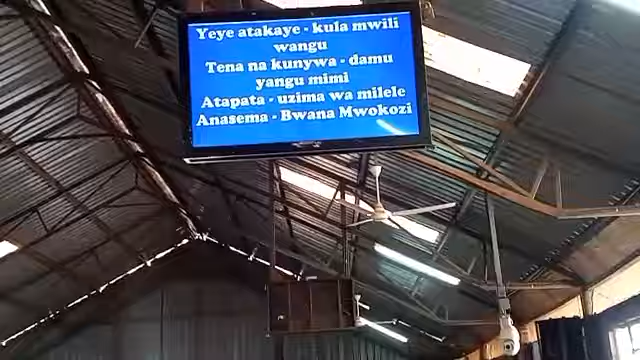 Yeye atakaye - kula mwili
wangu
Tena na kunywa - damu
yangu mimi
Atapata - uzima wa milele
Anasema - Bwana Mwokozi